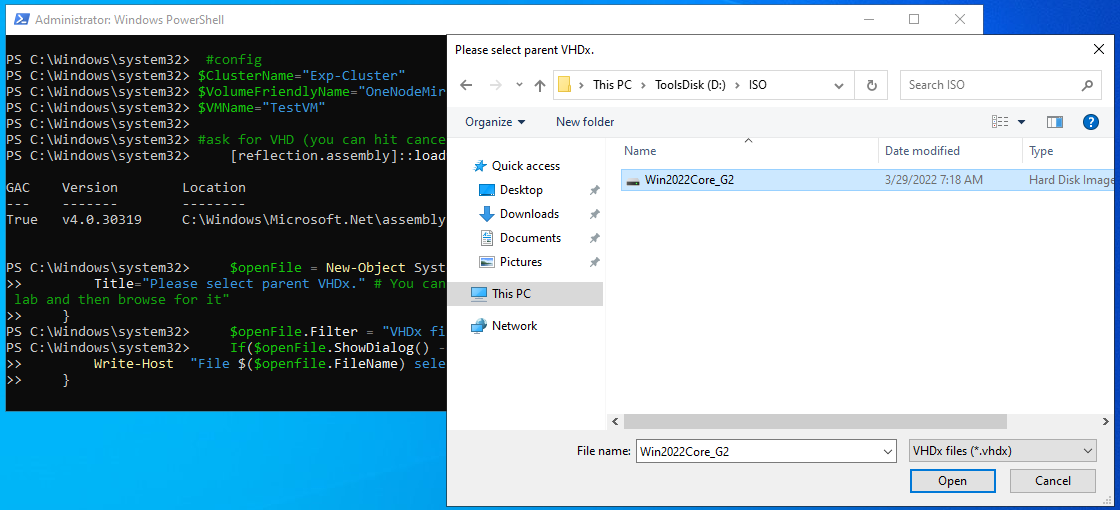 Administrator: Windows PowerShell
PS C:\Windows\system32>  #config
PS C:\Windows\system32> $ClusterName="Exp-Cluster"
PS C:\Windows\system32> $VolumeFriendlyName="OneNodeMir
PS C:\Windows\system32> $VMName="TestVM"
PS C:\Windows\system32>
PS C:\Windows\system32> #ask for VHD (you can hit cance
PS C:\Windows\system32>     [reflection.assembly]::load
GAC    Version        Location
---    -------        --------
True   v4.0.30319     C:\Windows\Microsoft.Net\assembly
PS C:\Windows\system32>     $openFile = New-Object Syst
>>         Title="Please select parent VHDx." # You can
 lab and then browse for it"
>>     }
PS C:\Windows\system32>     $openFile.Filter = "VHDx fi
PS C:\Windows\system32>     If($openFile.ShowDialog() -
>>         Write-Host  "File $($openfile.FileName) sele
>>     }
Please select parent VHDx.
This PC > ToolsDisk (D:) > ISO
Search ISO
Organize New folder
Quick access
Desktop
Downloads
Documents
Pictures
This PC
Network
Name Date modified Type
Win2022Core_G2 3/29/2022 7:18 AM Hard Disk Image
File name: Win2022Core_G2 VHDx files (*.vhdx)
Open Cancel